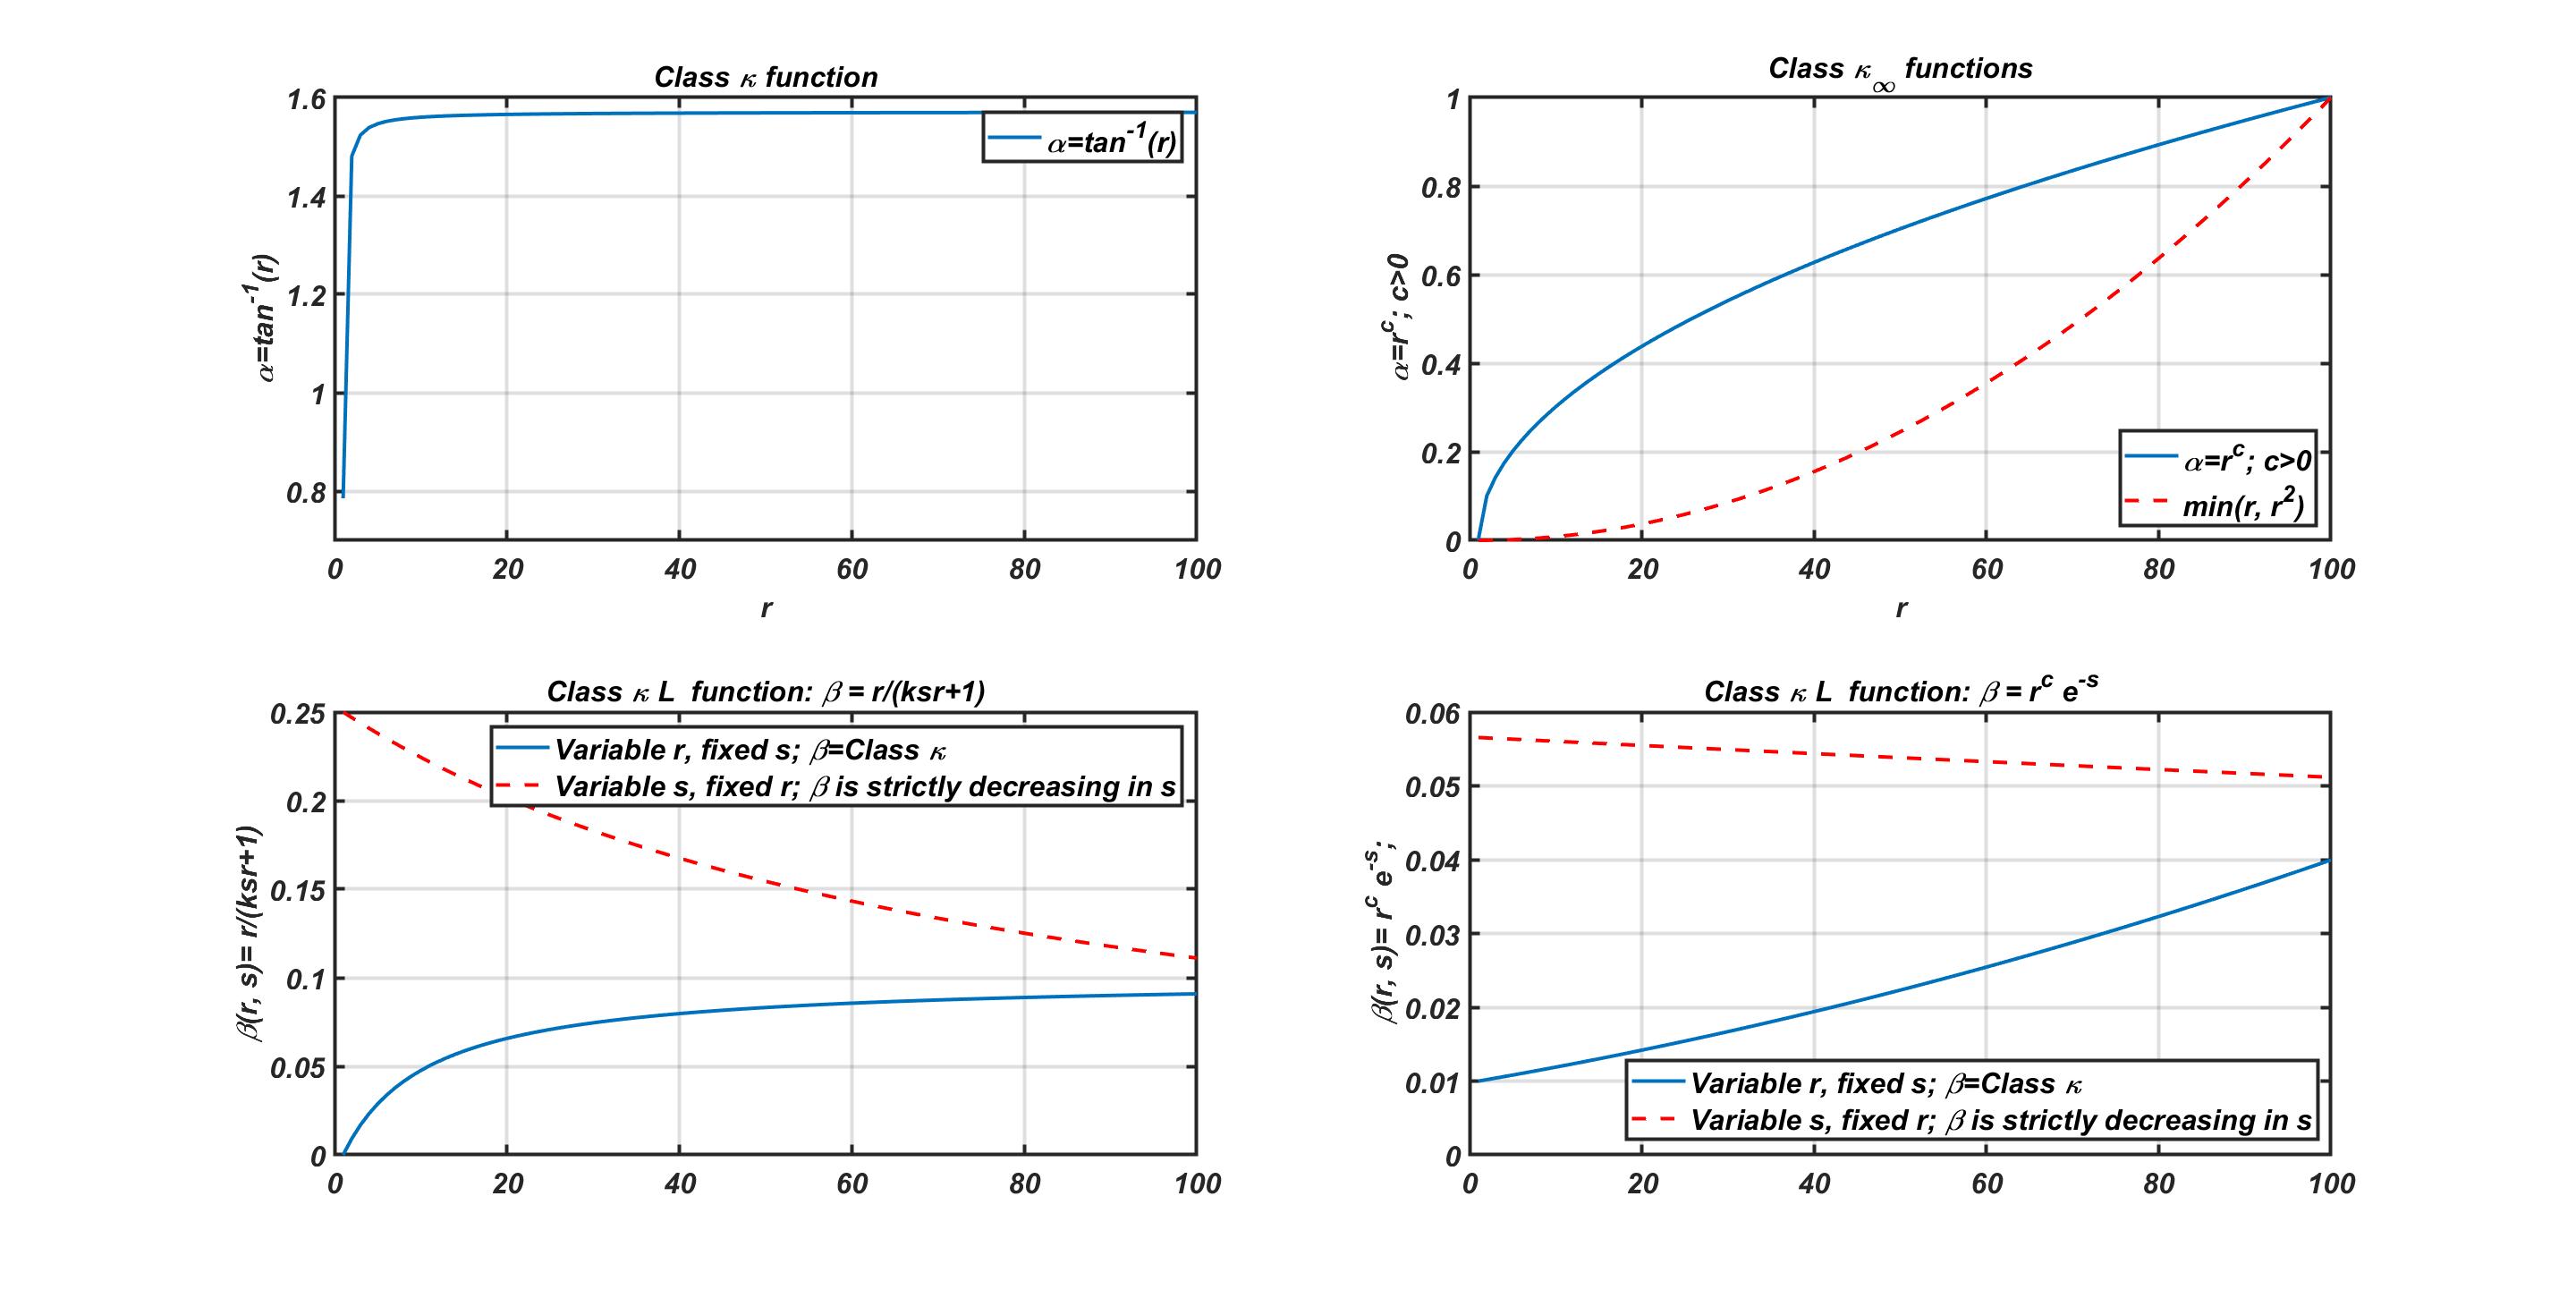 Class κ function
1.6
1.4
1.2
1
0.8
α=tan⁻¹(r)
α=tan⁻¹(r)
0 20 40 60 80 100
r
Class κ∞ functions
1
0.8
0.6
0.4
0.2
0
α=rᶜ; c>0
α=rᶜ; c>0
min(r, r²)
0 20 40 60 80 100
r
Class κ L function: β = r/(ksr+1)
0.25
0.2
0.15
0.1
0.05
0
β(r, s)= r/(ksr+1)
Variable r, fixed s; β=Class κ
Variable s, fixed r; β is strictly decreasing in s
0 20 40 60 80 100
Class κ L function: β = rᶜ e⁻ˢ
0.06
0.05
0.04
0.03
0.02
0.01
0
β(r, s)= rᶜ e⁻ˢ;
Variable r, fixed s; β=Class κ
Variable s, fixed r; β is strictly decreasing in s
0 20 40 60 80 100